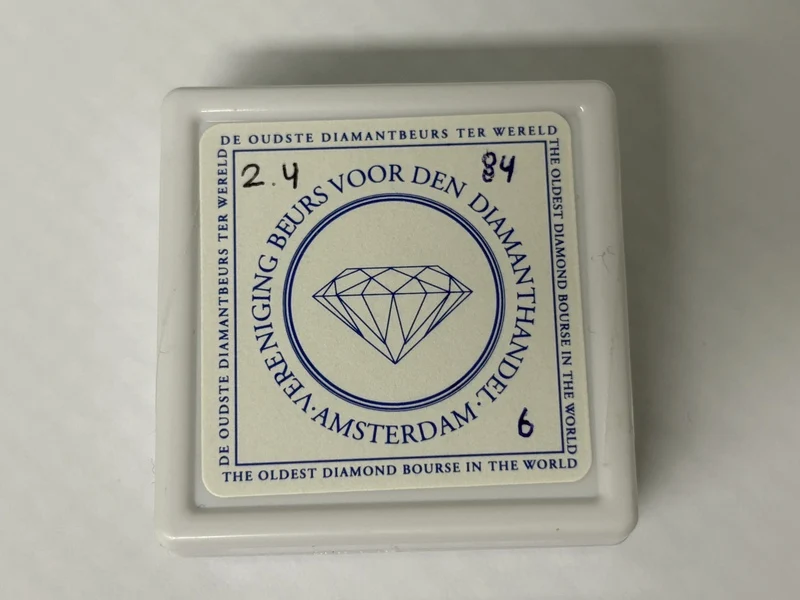 DE OUDSTE DIAMANTBEURS TER WERELD
THE OLDEST DIAMOND BOURSE IN THE WORLD
THE OLDEST DIAMOND BOURSE IN THE WORLD
DE OUDSTE DIAMANTBEURS TER WERELD
2.4
84
VERENIGING BEURS VOOR DEN DIAMANTHANDEL
·AMSTERDAM·
6